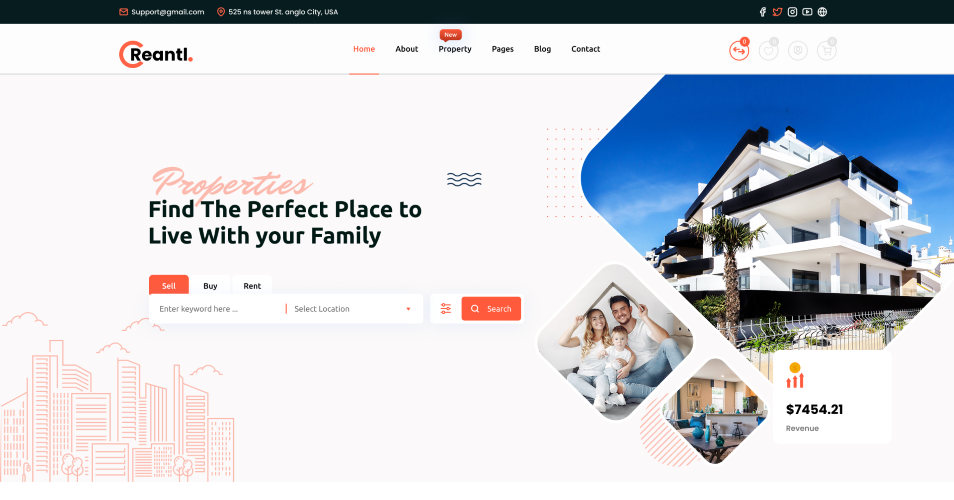 Support@gmail.com
525 ns tower St. anglo City, USA
Reantl.
Home
About
New
Property
Pages
Blog
Contact
0
0
0
Properties
Find The Perfect Place to
Live With your Family
Sell
Buy
Rent
Enter keyword here ...
Select Location
Search
$7454.21
Revenue